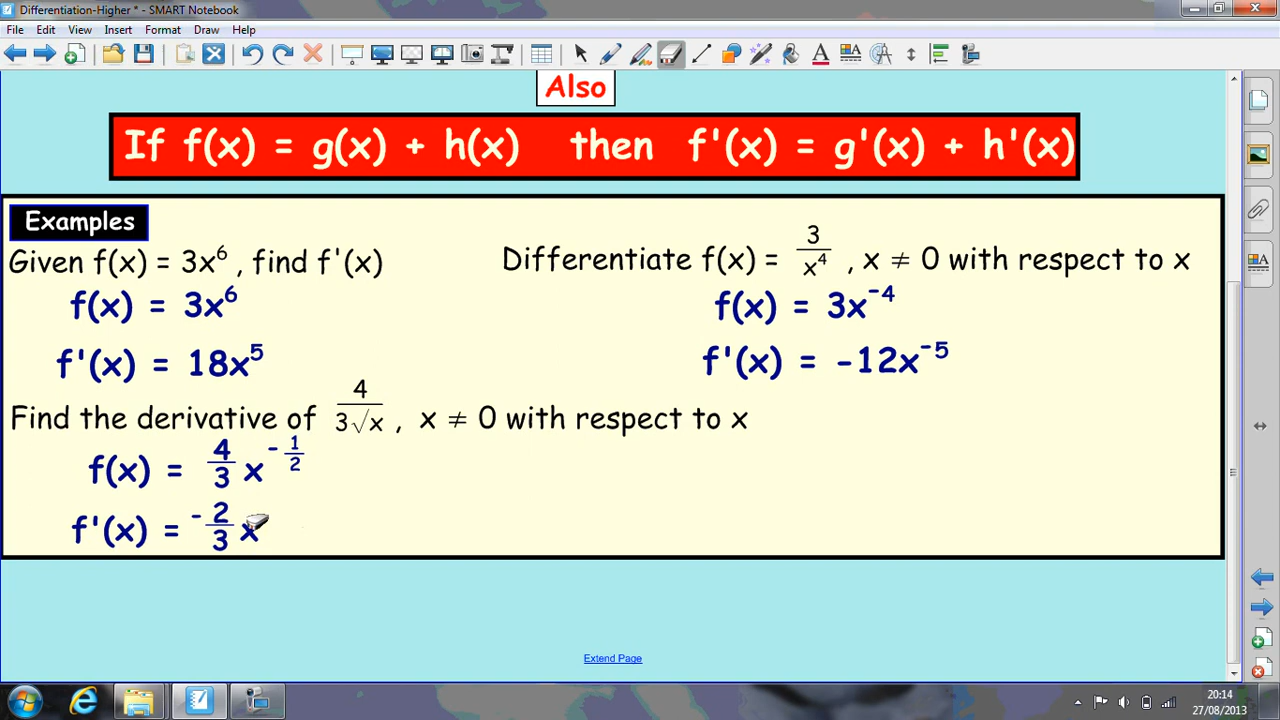 Differentiation-Higher * - SMART Notebook
File Edit View Insert Format Draw Help
Also
If f(x) = g(x) + h(x) then f'(x) = g'(x) + h'(x)
Examples
Given f(x) = 3x⁶ , find f'(x)
f(x) = 3x⁶
f'(x) = 18x⁵
Differentiate f(x) = 3/x⁴ , x ≠ 0 with respect to x
f(x) = 3x⁻⁴
f'(x) = -12x⁻⁵
Find the derivative of 4/3√x , x ≠ 0 with respect to x
f(x) = 4/3 x^(-1/2)
f'(x) = -2/3 x
Extend Page
20:14
27/08/2013